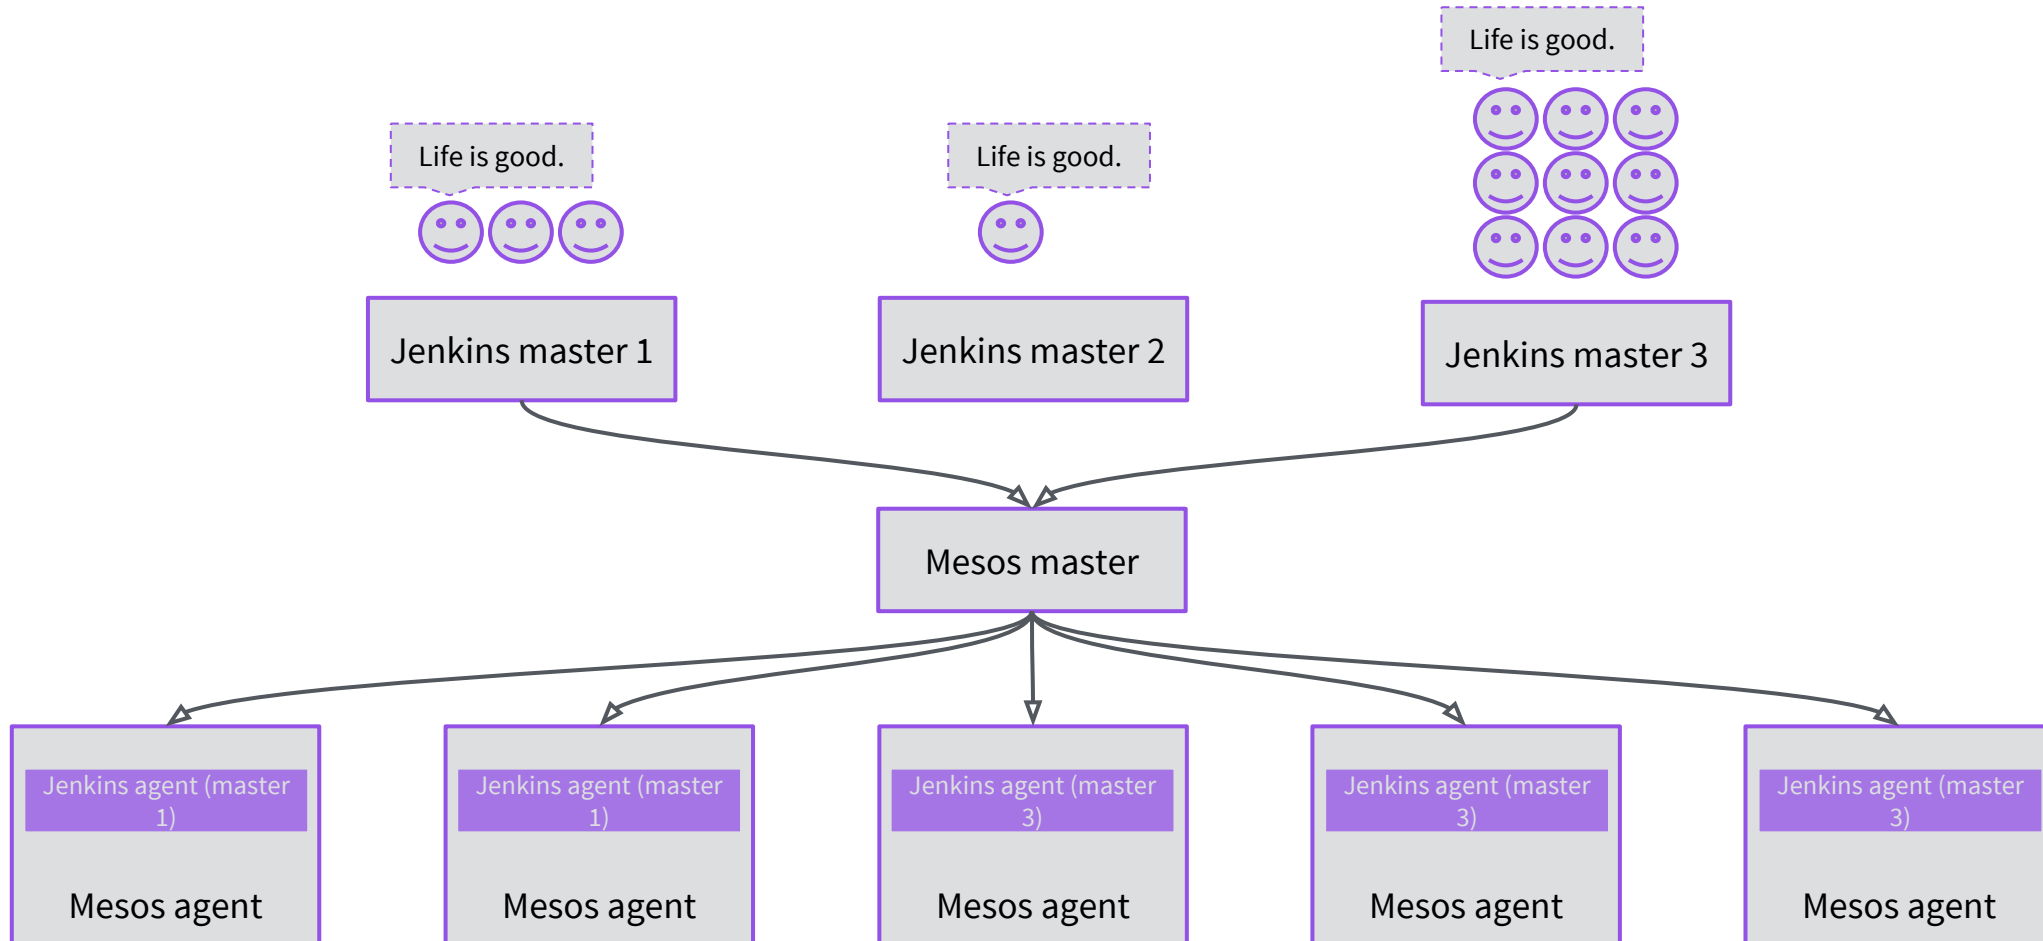 Life is good.
Life is good.
Life is good.
Jenkins master 1
Jenkins master 2
Jenkins master 3
Mesos master
Jenkins agent (master
1)
Jenkins agent (master
1)
Jenkins agent (master
3)
Jenkins agent (master
3)
Jenkins agent (master
3)
Mesos agent
Mesos agent
Mesos agent
Mesos agent
Mesos agent